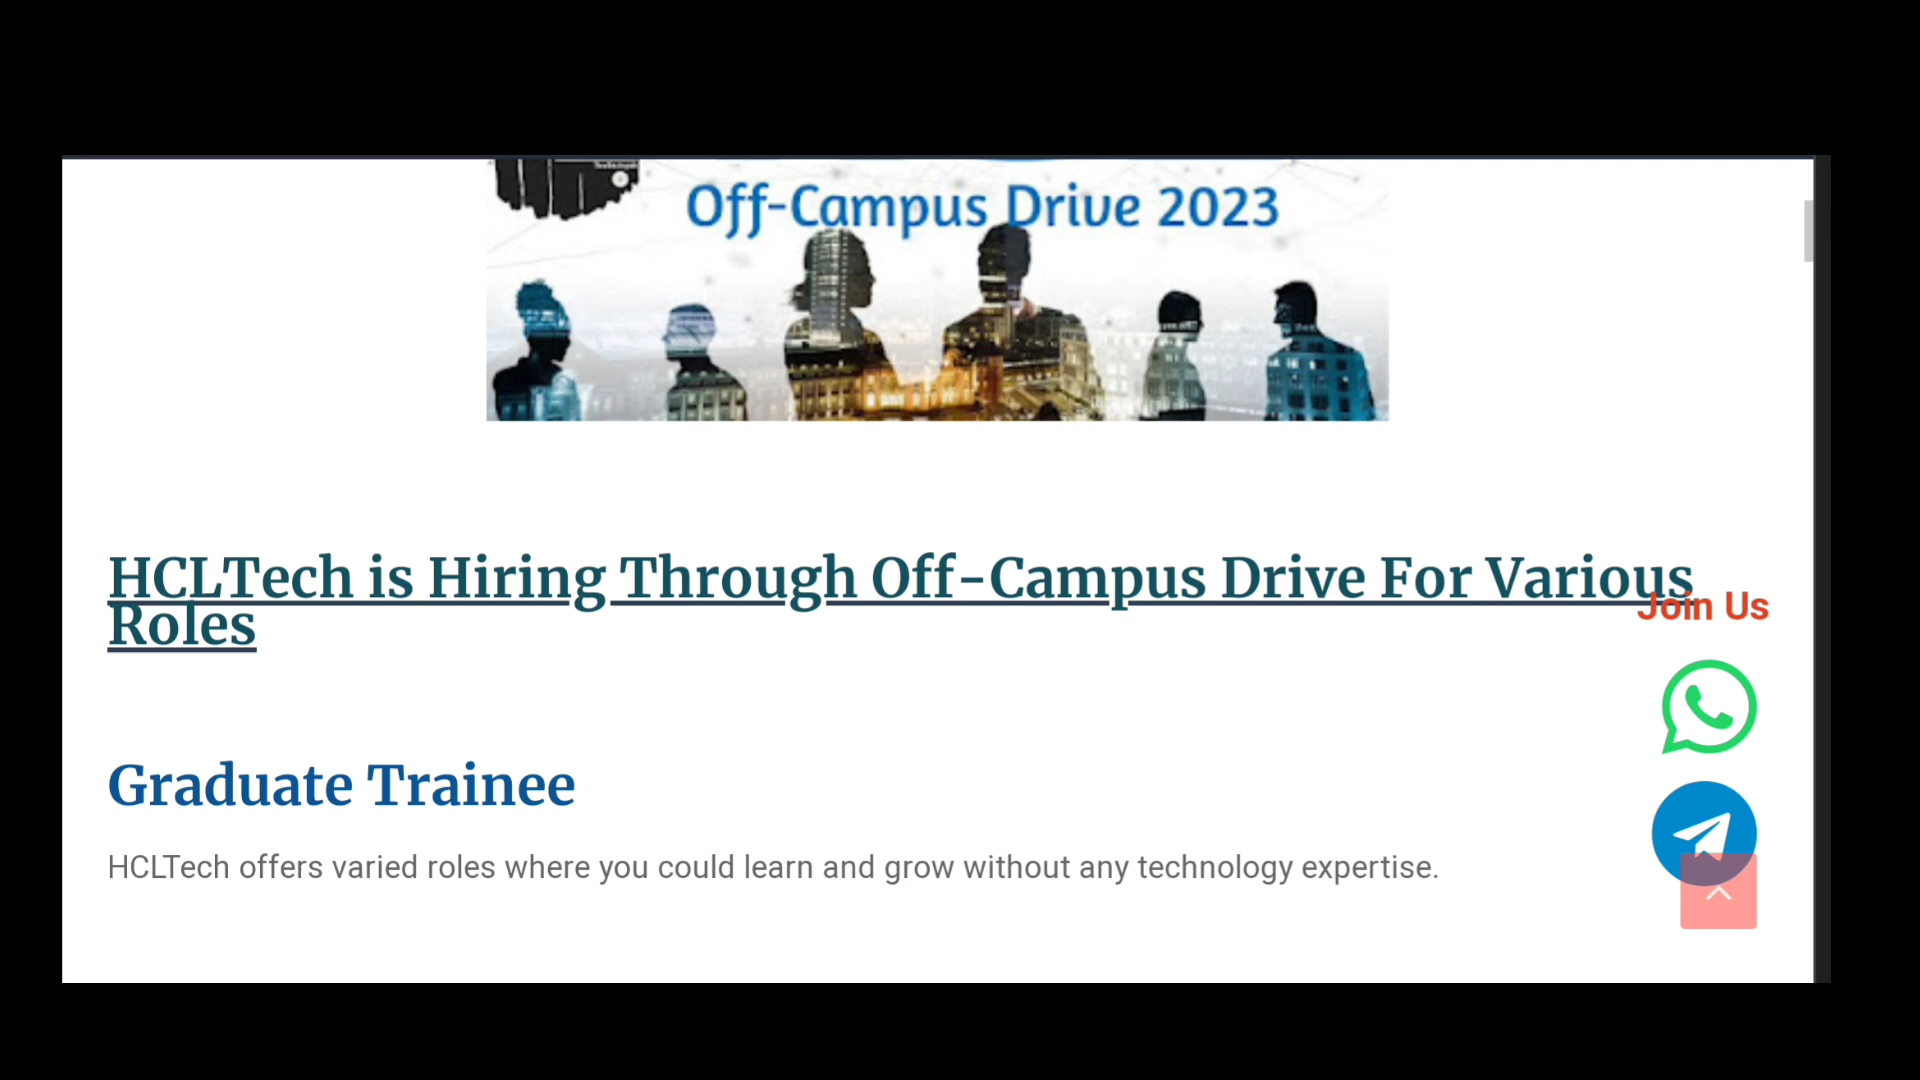 Off-Campus Drive 2023
HCLTech is Hiring Through Off-Campus Drive For Various
Roles
Join Us
Graduate Trainee
HCLTech offers varied roles where you could learn and grow without any technology expertise.